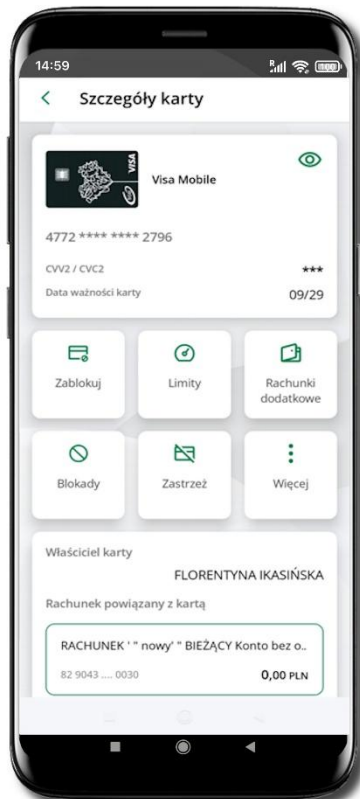 14:59
Szczegóły karty
VISA
Visa Mobile
4772 **** **** 2796
CVV2 / CVC2 ***
Data ważności karty 09/29
Zablokuj
Limity
Rachunki
dodatkowe
Blokady
Zastrzeż
Więcej
Właściciel karty
FLORENTYNA IKASIŃSKA
Rachunek powiązany z kartą
RACHUNEK ' " nowy' " BIEŻĄCY Konto bez o..
82 9043 .... 0030 0,00 PLN